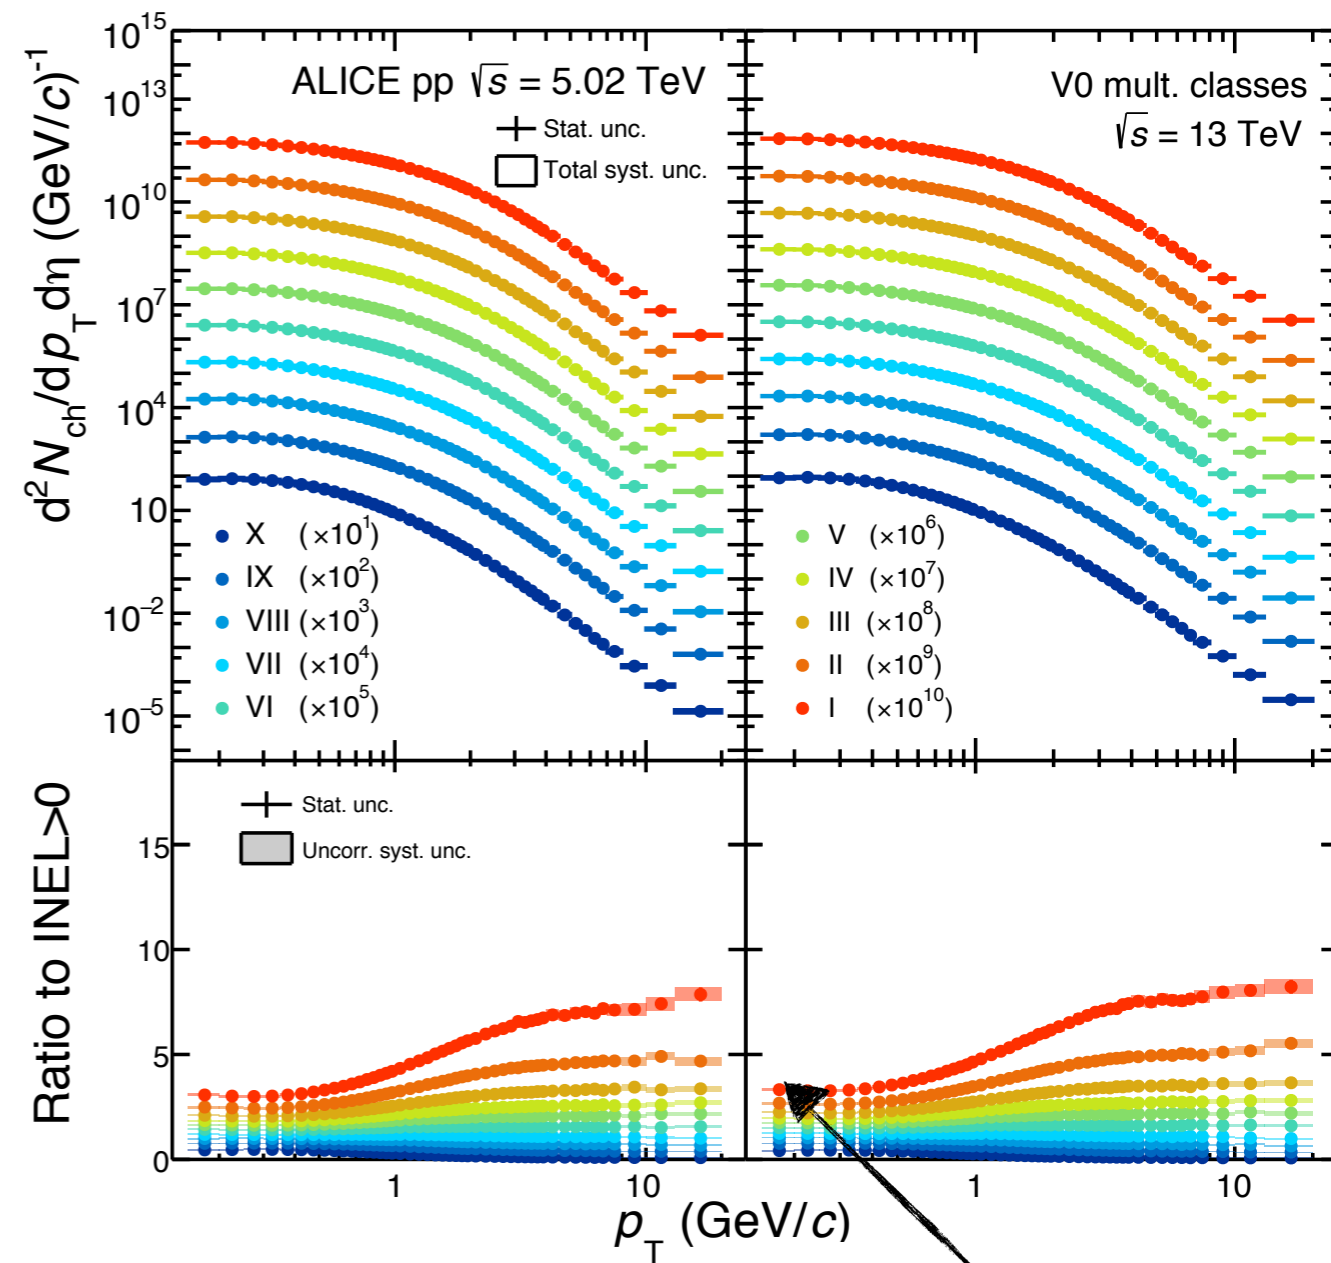 10^15
10^13
10^10
10^7
10^4
10
10^−2
10^−5
d^2N_ch/dp_T dη (GeV/c)^-1
ALICE pp √s = 5.02 TeV
Stat. unc.
Total syst. unc.
X (×10^1)
IX (×10^2)
VIII (×10^3)
VII (×10^4)
VI (×10^5)
V0 mult. classes
√s = 13 TeV
V (×10^6)
IV (×10^7)
III (×10^8)
II (×10^9)
I (×10^10)
Ratio to INEL>0
15
10
5
0
Stat. unc.
Uncorr. syst. unc.
1 10 1 10
p_T (GeV/c)